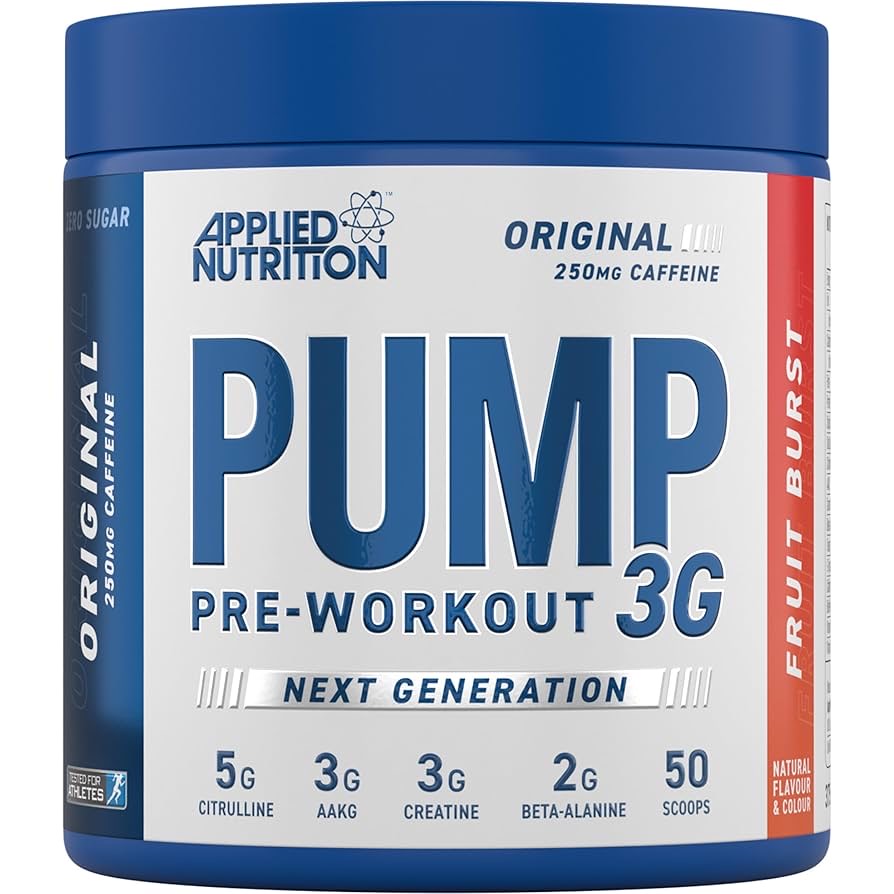 ZERO SUGAR
ORIGINAL
250MG CAFFEINE
TESTED FOR
ATHLETES
APPLIED
NUTRITION
™
ORIGINAL
250MG CAFFEINE
PUMP
PRE-WORKOUT 3G
NEXT GENERATION
5G
CITRULLINE
3G
AAKG
3G
CREATINE
2G
BETA-ALANINE
50
SCOOPS
FRUIT BURST
NATURAL
FLAVOUR
& COLOUR